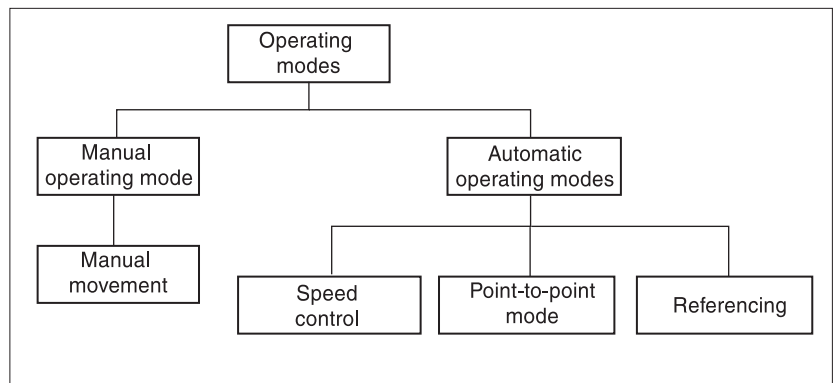 Operating
modes
Manual
operating mode
Automatic
operating modes
Manual
movement
Speed
control
Point-to-point
mode
Referencing